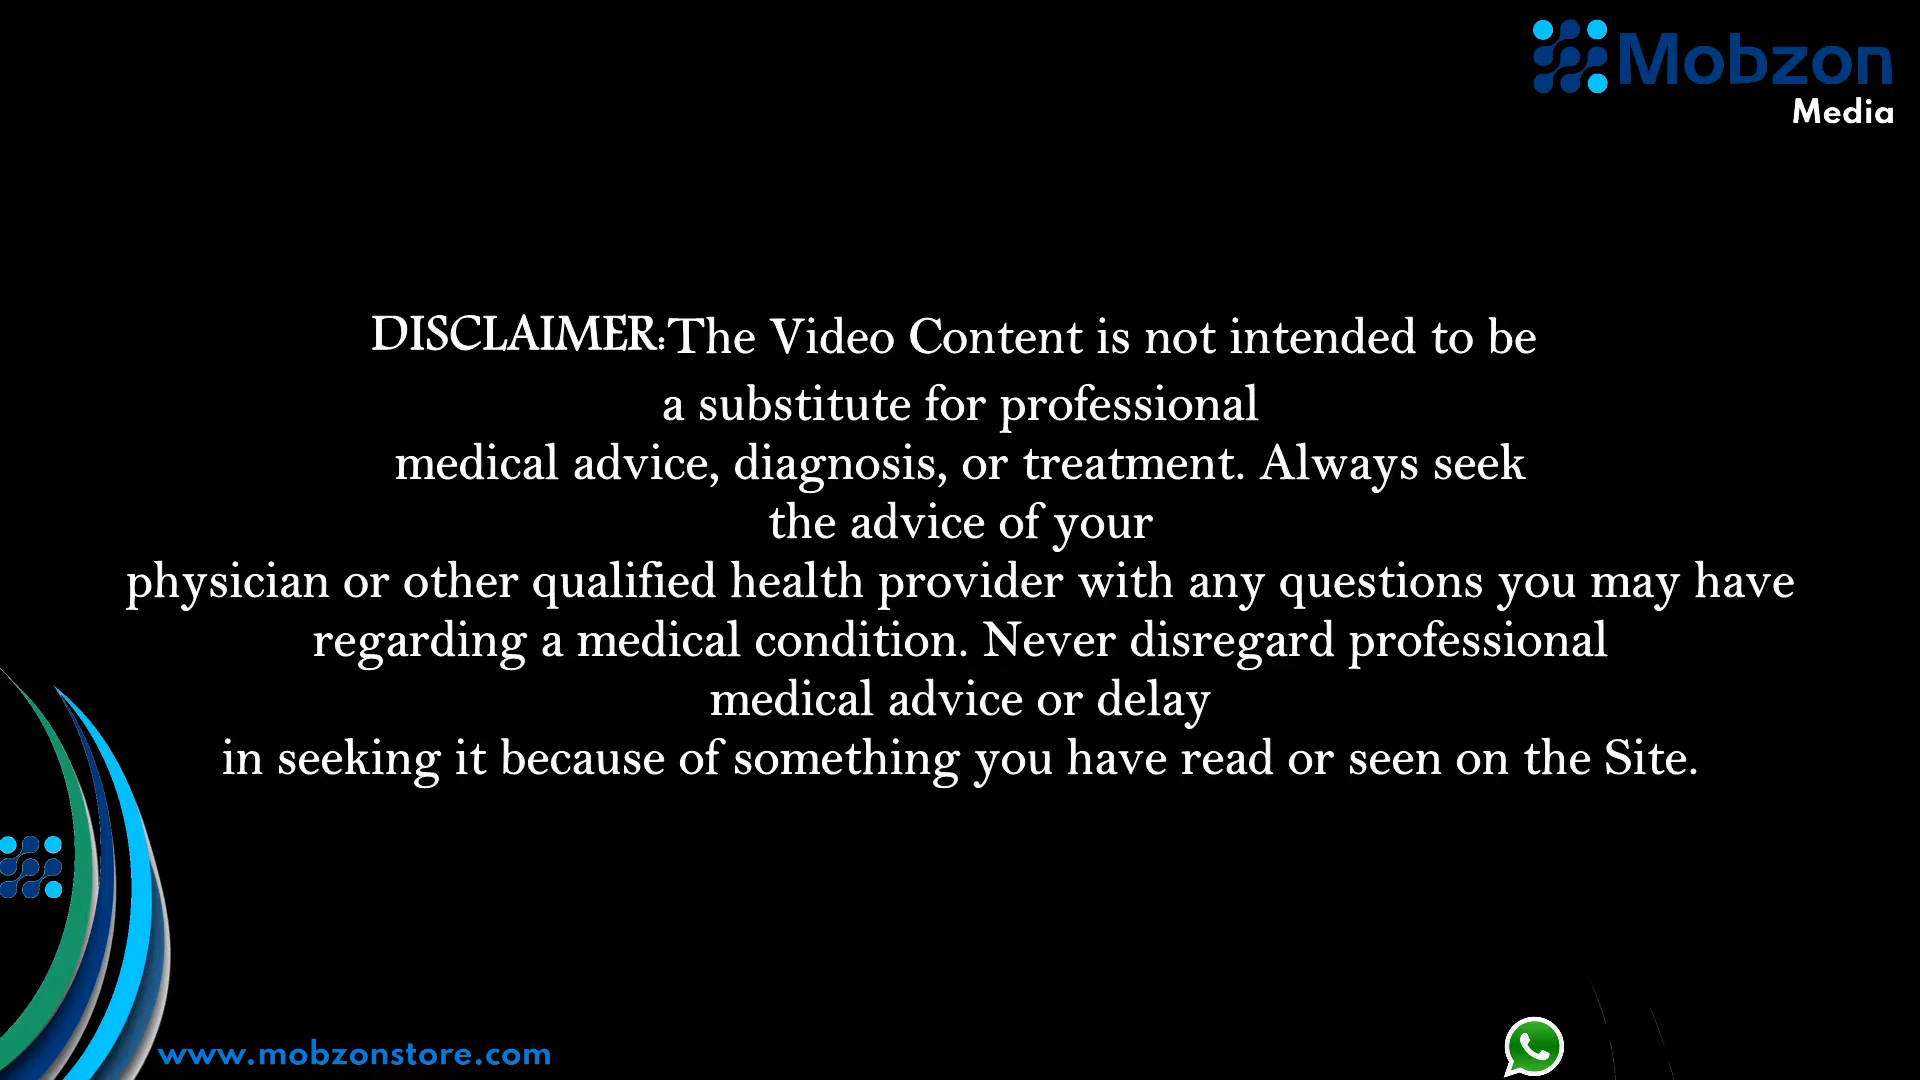 Mobzon
Media
DISCLAIMER:The Video Content is not intended to be
a substitute for professional
medical advice, diagnosis, or treatment. Always seek
the advice of your
physician or other qualified health provider with any questions you may have
regarding a medical condition. Never disregard professional
medical advice or delay
in seeking it because of something you have read or seen on the Site.
www.mobzonstore.com